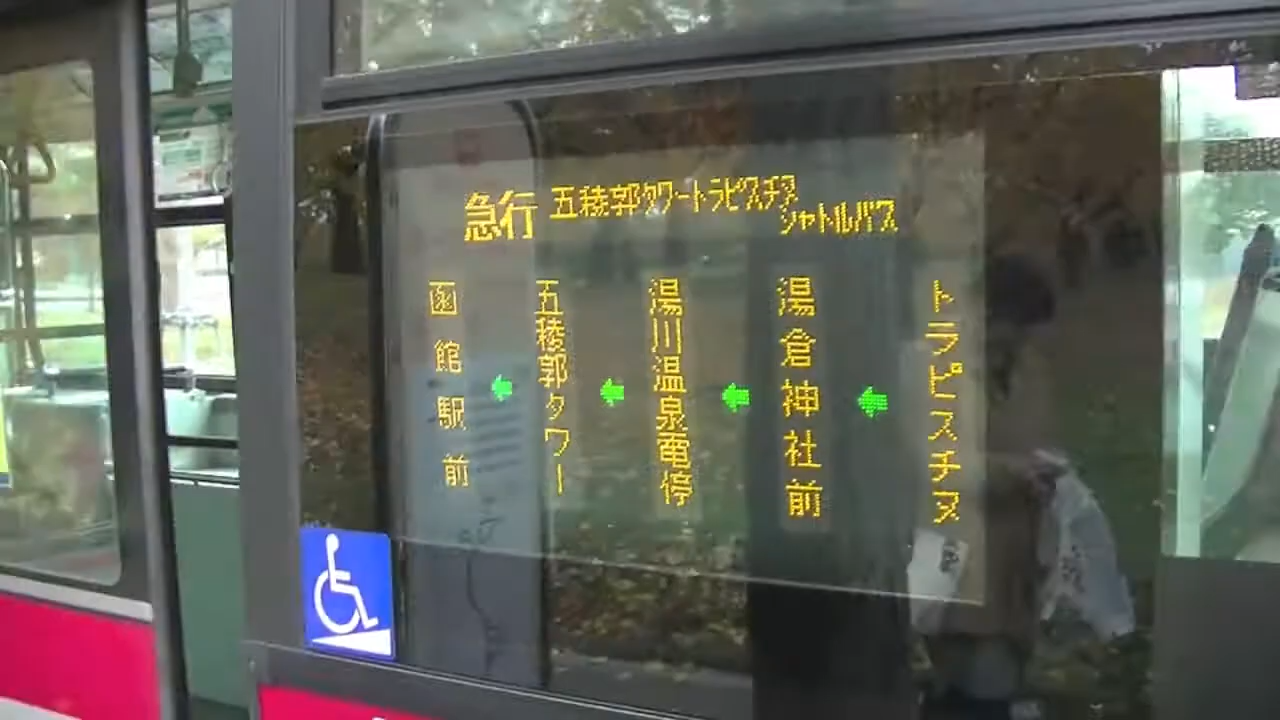 急行 五稜郭タワートラピスチヌ
シャトルバス
函館駅前
五稜郭タワー
湯川温泉電停
湯倉神社前
トラピスチヌ